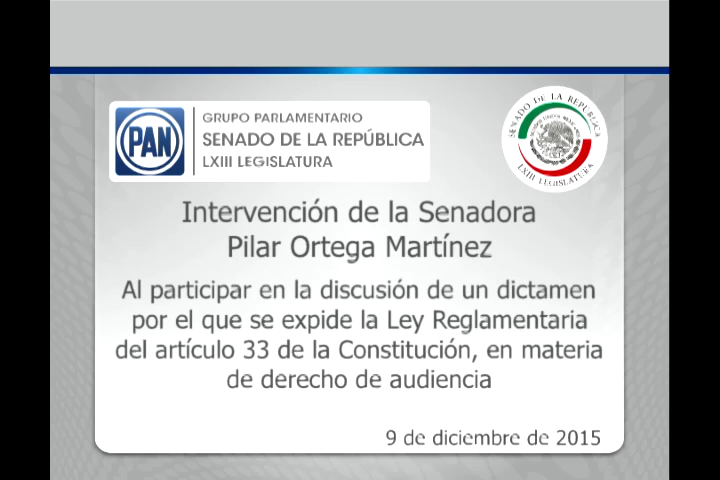 PAN
GRUPO PARLAMENTARIO
SENADO DE LA REPÚBLICA
LXIII LEGISLATURA
SENADO DE LA REPÚBLICA
LXIII LEGISLATURA
Intervención de la Senadora
Pilar Ortega Martínez
Al participar en la discusión de un dictamen
por el que se expide la Ley Reglamentaria
del artículo 33 de la Constitución, en materia
de derecho de audiencia
9 de diciembre de 2015